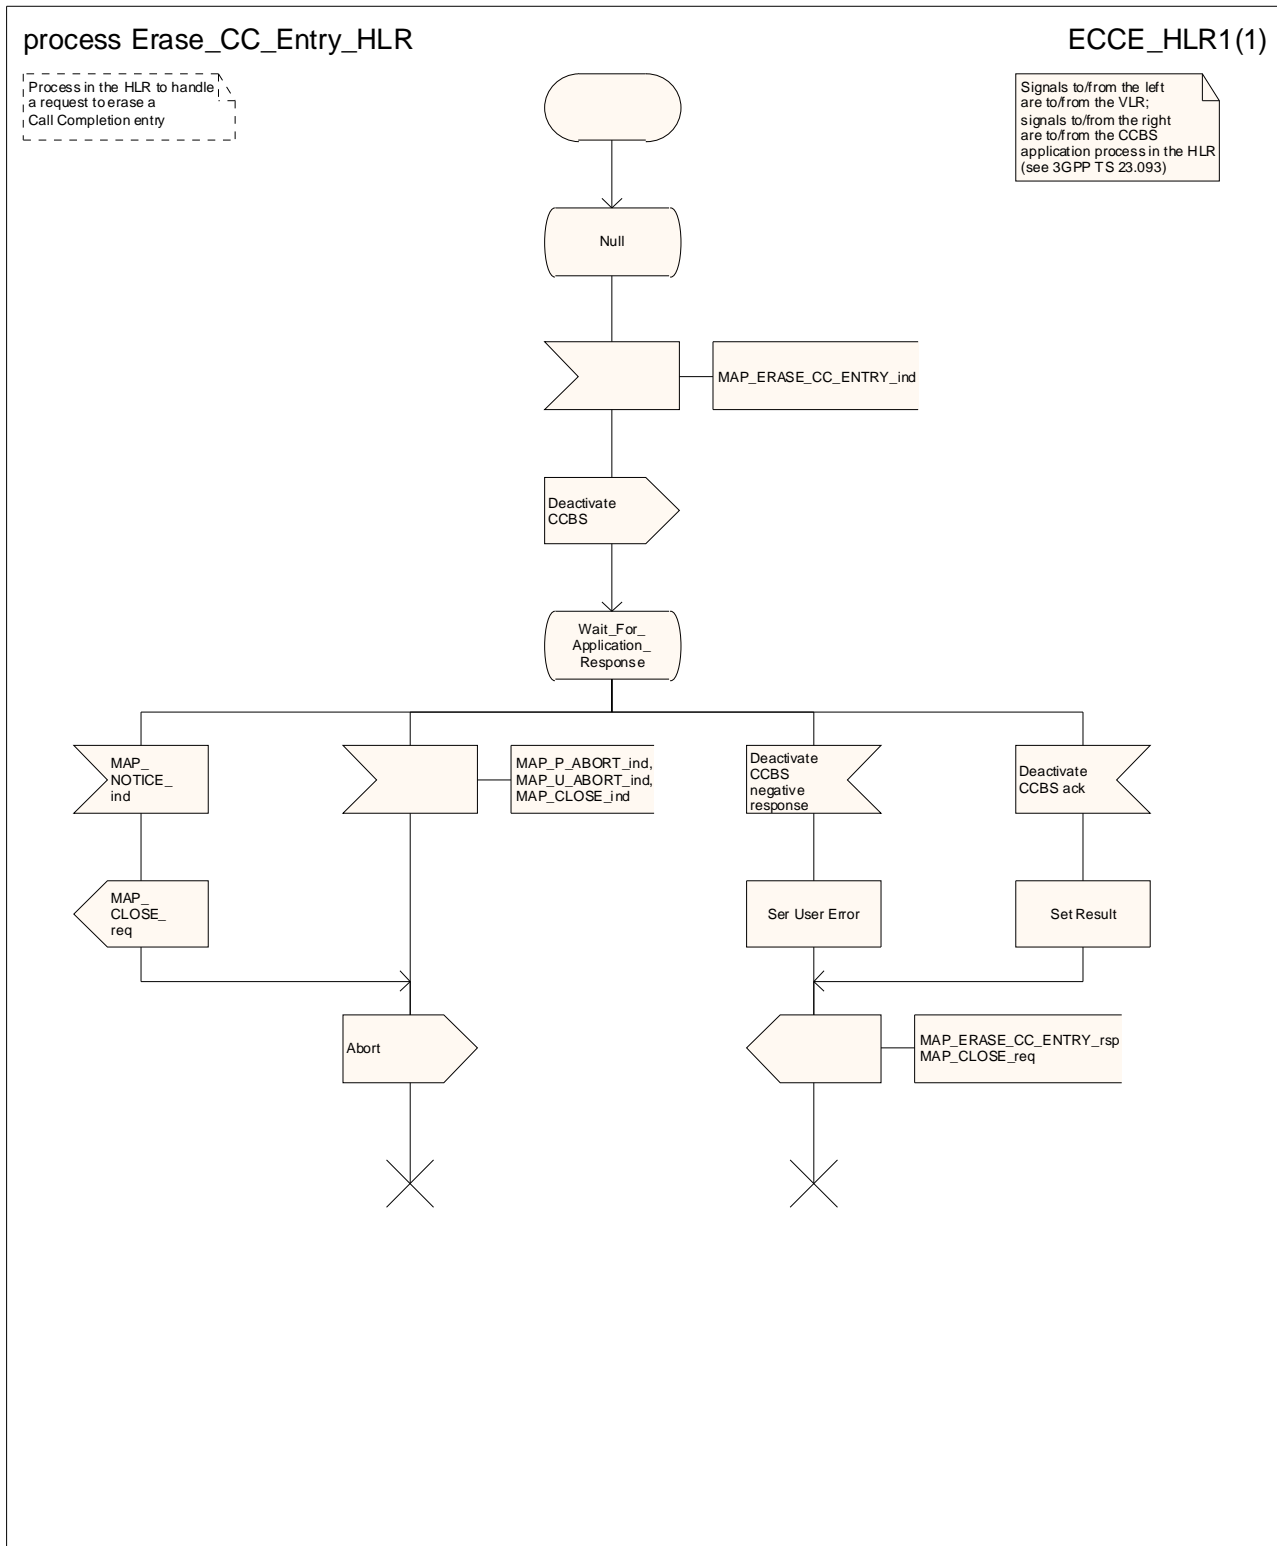 process Erase_CC_Entry_HLR
ECCE_HLR1(1)
Process in the HLR to handle
a request to erase a
Call Completion entry
Signals to/from the left
are to/from the VLR;
signals to/from the right
are to/from the CCBS
application process in the HLR
(see 3GPP TS 23.093)
Null
MAP_ERASE_CC_ENTRY_ind
Deactivate
CCBS
Wait_For_
Application_
Response
MAP_
NOTICE_
ind
MAP_P_ABORT_ind,
MAP_U_ABORT_ind,
MAP_CLOSE_ind
Deactivate
CCBS
negative
response
Deactivate
CCBS ack
MAP_
CLOSE_
req
Ser User Error
Set Result
Abort
MAP_ERASE_CC_ENTRY_rsp
MAP_CLOSE_req